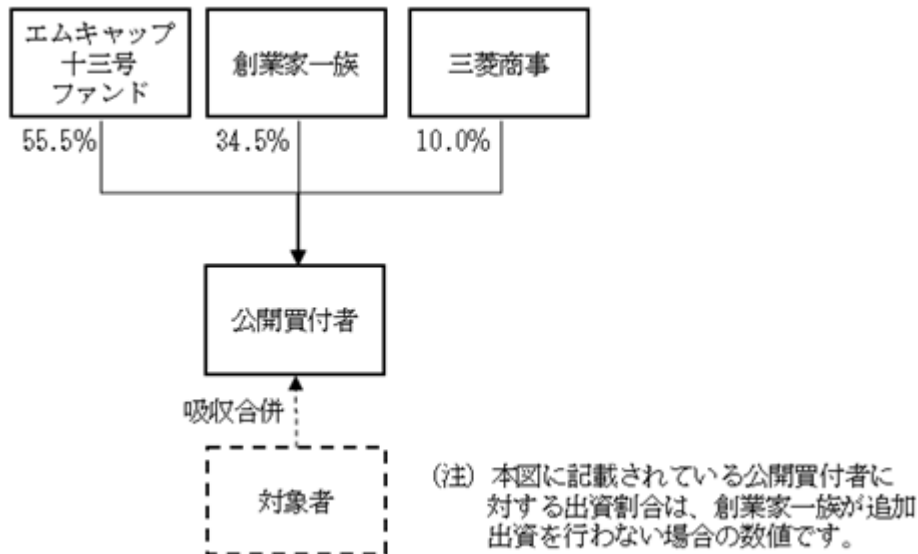 エムキャップ
十三号
ファンド
創業家一族
三菱商事
55.5%
34.5%
10.0%
公開買付者
吸収合併
対象者
(注) 本図に記載されている公開買付者に
対する出資割合は、創業家一族が追加
出資を行わない場合の数値です。